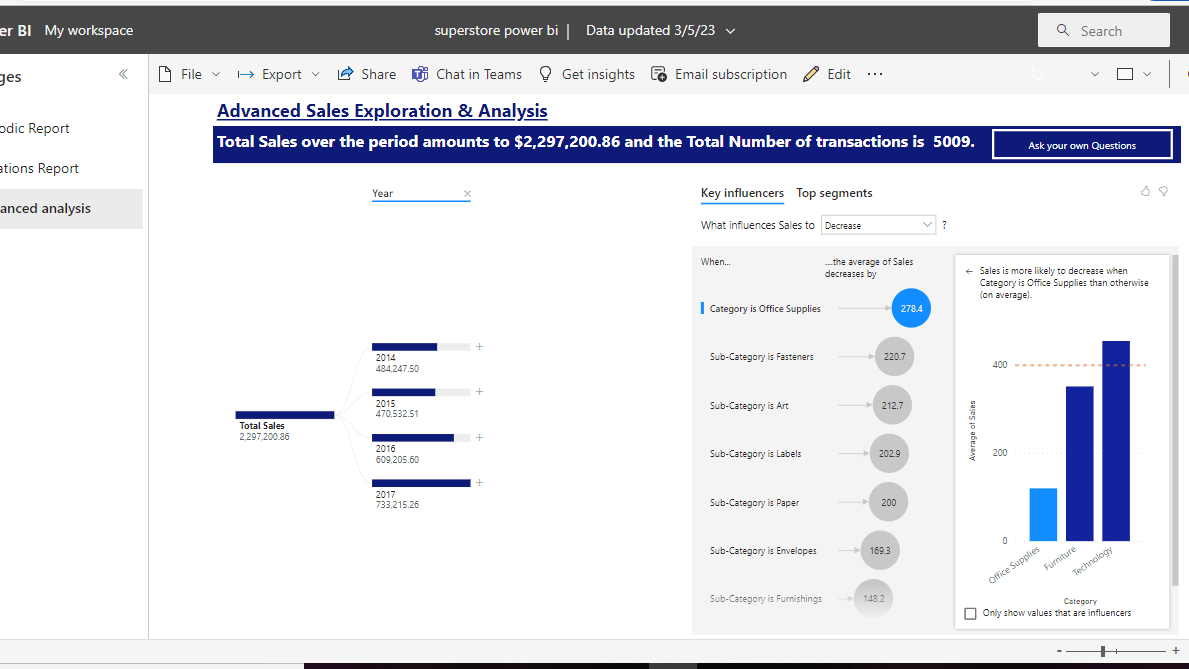 er BI My workspace superstore power bi | Data updated 3/5/23 Search
ges File Export Share Chat in Teams Get insights Email subscription Edit ...
odic Report
ations Report
anced analysis
Advanced Sales Exploration & Analysis
Total Sales over the period amounts to $2,297,200.86 and the Total Number of transactions is 5009. Ask your own Questions
Year
Total Sales
2,297,200.86
2014
484,247.50
2015
470,532.51
2016
609,205.60
2017
733,215.26
Key influencers Top segments
What influences Sales to Decrease ?
When...
....the average of Sales
decreases by
Category is Office Supplies 278.4
Sub-Category is Fasteners 220.7
Sub-Category is Art 212.7
Sub-Category is Labels 202.9
Sub-Category is Paper 200
Sub-Category is Envelopes 169.3
Sub-Category is Furnishings 148.2
Sales is more likely to decrease when
Category is Office Supplies than otherwise
(on average).
Average of Sales
400
200
0
Office Supplies
Furniture
Technology
Category
Only show values that are influencers
- +